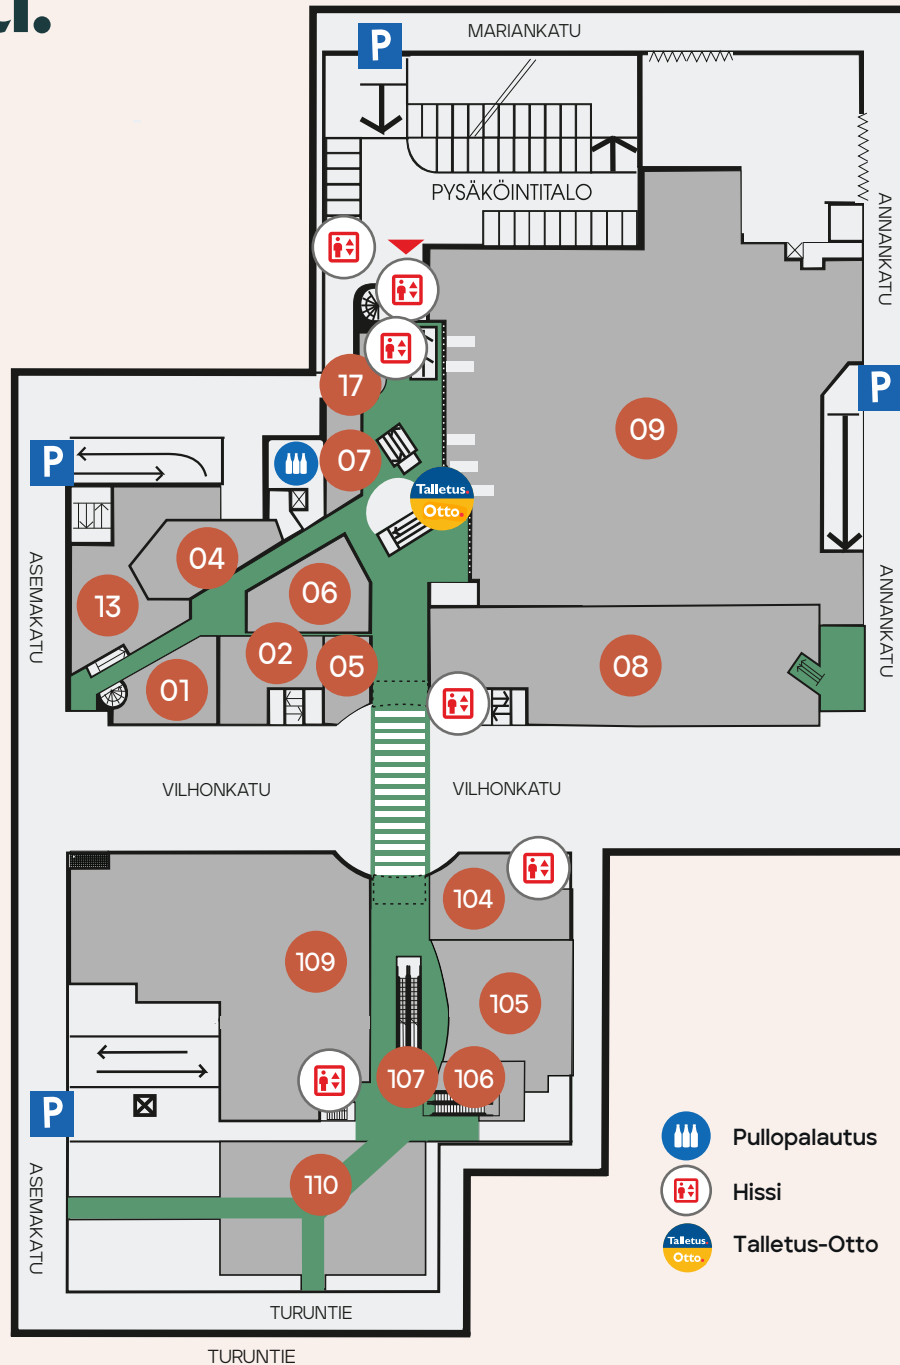 P
MARIANKATU
PYSÄKÖINTITALO
ANNANKATU
17
P
09
P
07
Talletus.
Otto.
04
ASEMAKATU
06
ANNANKATU
13
02
05
08
01
VILHONKATU
VILHONKATU
104
109
105
107
106
P
Pullopalautus
110
ASEMAKATU
Hissi
Talletus.
Otto.
Talletus-Otto
TURUNTIE
TURUNTIE